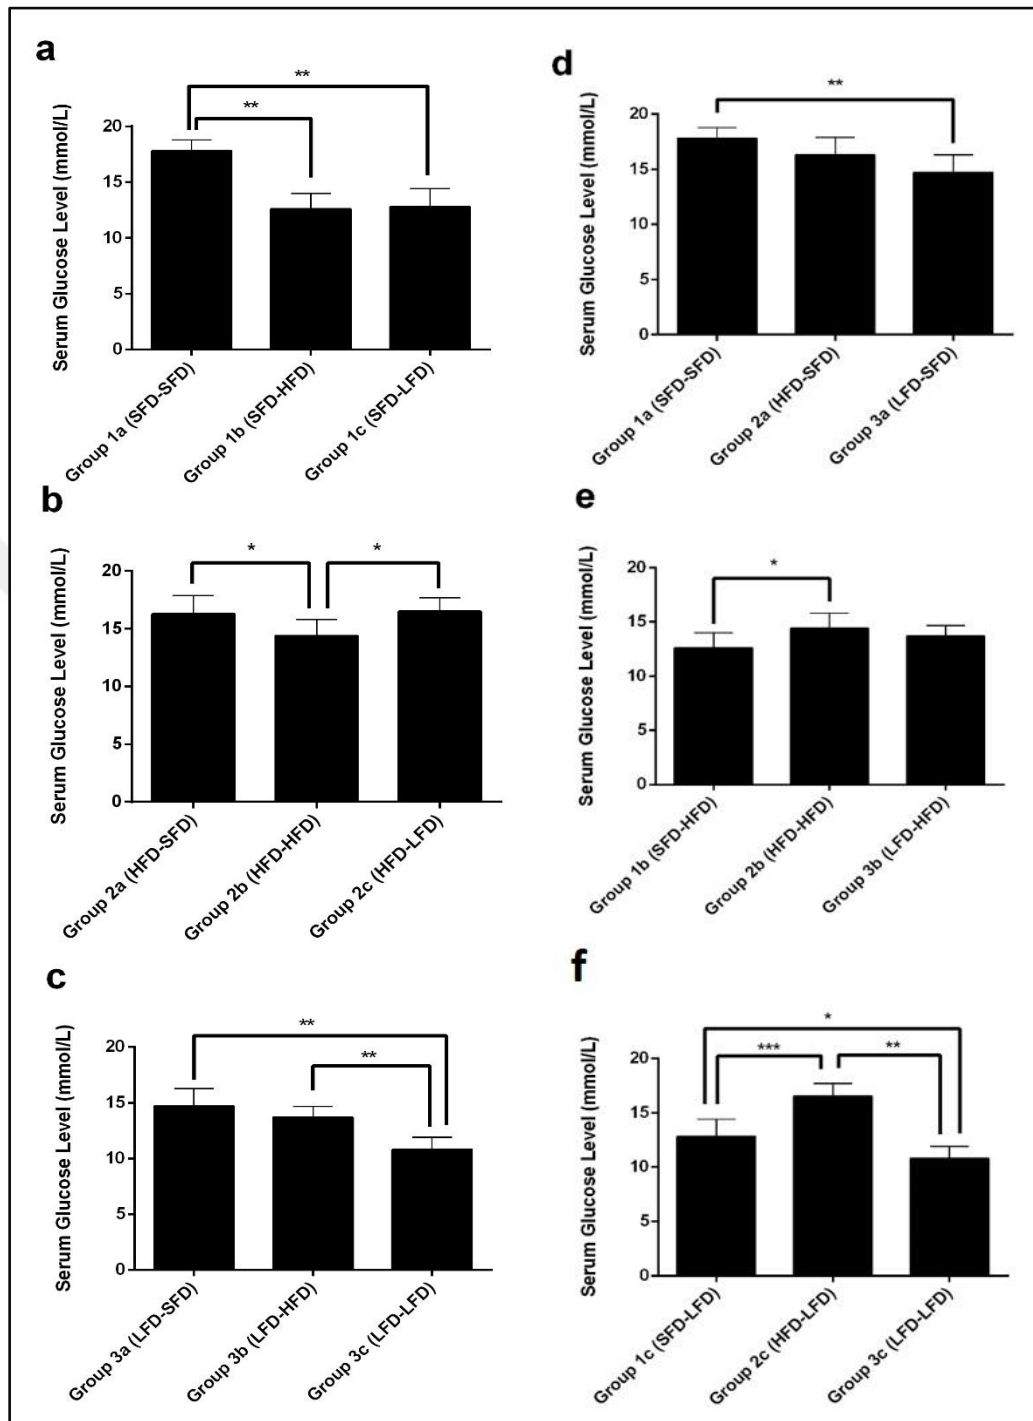 a
**
**
Serum Glucose Level (mmol/L)
20
15
10
5
0
Group 1a (SFD-SFD)
Group 1b (SFD-HFD)
Group 1c (SFD-LFD)
d
**
Serum Glucose Level (mmol/L)
20
15
10
5
0
Group 1a (SFD-SFD)
Group 2a (HFD-SFD)
Group 3a (LFD-SFD)
b
*
*
Serum Glucose Level (mmol/L)
20
15
10
5
0
Group 2a (HFD-SFD)
Group 2b (HFD-HFD)
Group 2c (HFD-LFD)
e
*
Serum Glucose Level (mmol/L)
20
15
10
5
0
Group 1b (SFD-HFD)
Group 2b (HFD-HFD)
Group 3b (LFD-HFD)
c
**
**
Serum Glucose Level (mmol/L)
20
15
10
5
0
Group 3a (LFD-SFD)
Group 3b (LFD-HFD)
Group 3c (LFD-LFD)
f
*
***
**
Serum Glucose Level (mmol/L)
20
15
10
5
0
Group 1c (SFD-LFD)
Group 2c (HFD-LFD)
Group 3c (LFD-LFD)